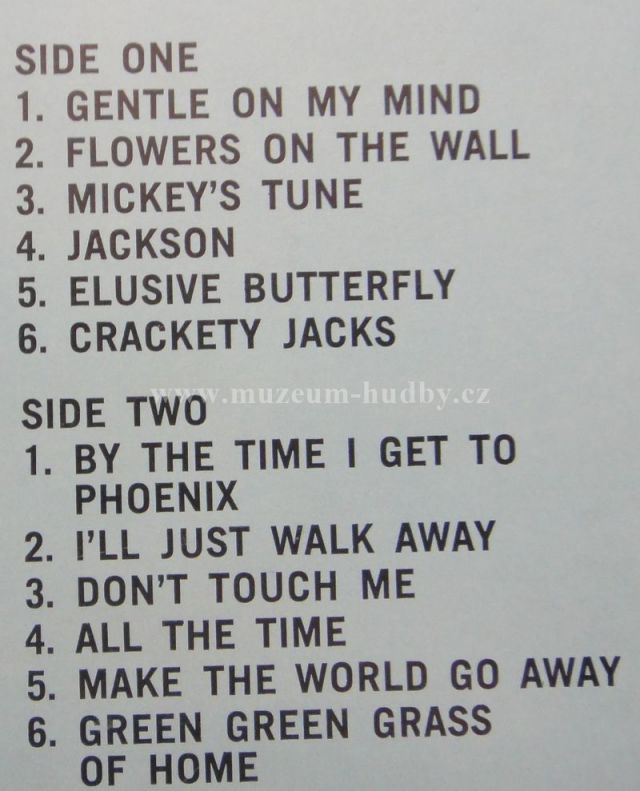 SIDE ONE
1. GENTLE ON MY MIND
2. FLOWERS ON THE WALL
3. MICKEY'S TUNE
4. JACKSON
5. ELUSIVE BUTTERFLY
6. CRACKETY JACKS
www.muzeum-hudby.cz
SIDE TWO
1. BY THE TIME I GET TO
PHOENIX
2. I'LL JUST WALK AWAY
3. DON'T TOUCH ME
4. ALL THE TIME
5. MAKE THE WORLD GO AWAY
6. GREEN GREEN GRASS
OF HOME